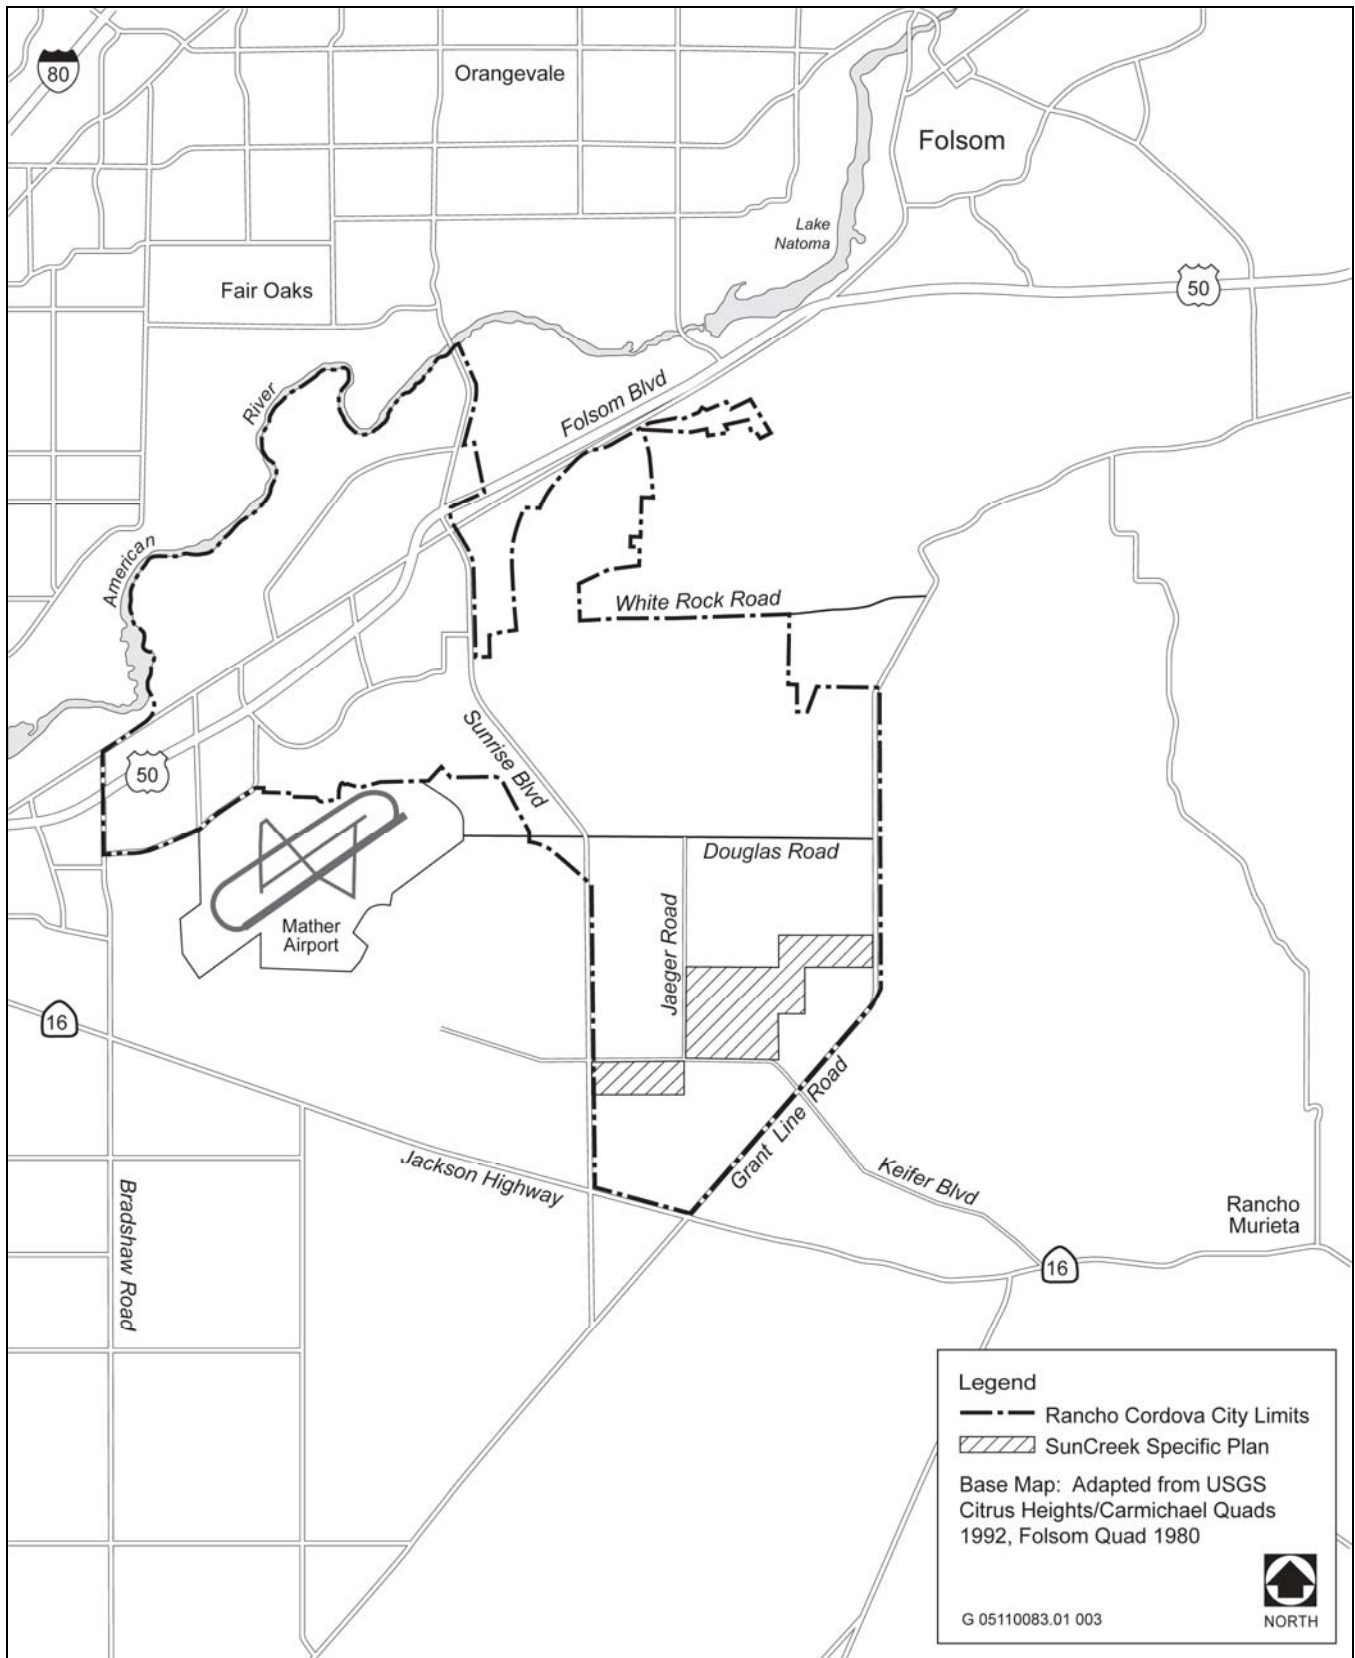 80
Orangevale
Folsom
Lake
Natoma
50
Fair Oaks
River
Folsom Blvd
American
White Rock Road
Sunrise Blvd
50
Douglas Road
Mather
Airport
Jaeger Road
16
Grant Line Road
Jackson Highway
Keifer Blvd
Bradshaw Road
Rancho
Murieta
16
Legend
Rancho Cordova City Limits
SunCreek Specific Plan
Base Map: Adapted from USGS
Citrus Heights/Carmichael Quads
1992, Folsom Quad 1980
G 05110083.01 003
NORTH